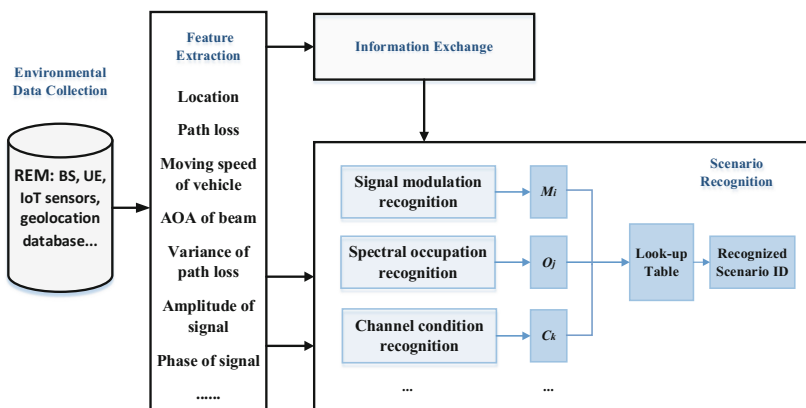 Environmental
Data Collection
REM: BS, UE,
IoT sensors,
geolocation
database...
Feature
Extraction
Location
Path loss
Moving speed
of vehicle
AOA of beam
Variance of
path loss
Amplitude of
signal
Phase of signal
......
Information Exchange
Scenario
Recognition
Signal modulation
recognition
Mi
Spectral occupation
recognition
Oj
Channel condition
recognition
Ck
...
...
Look-up
Table
Recognized
Scenario ID